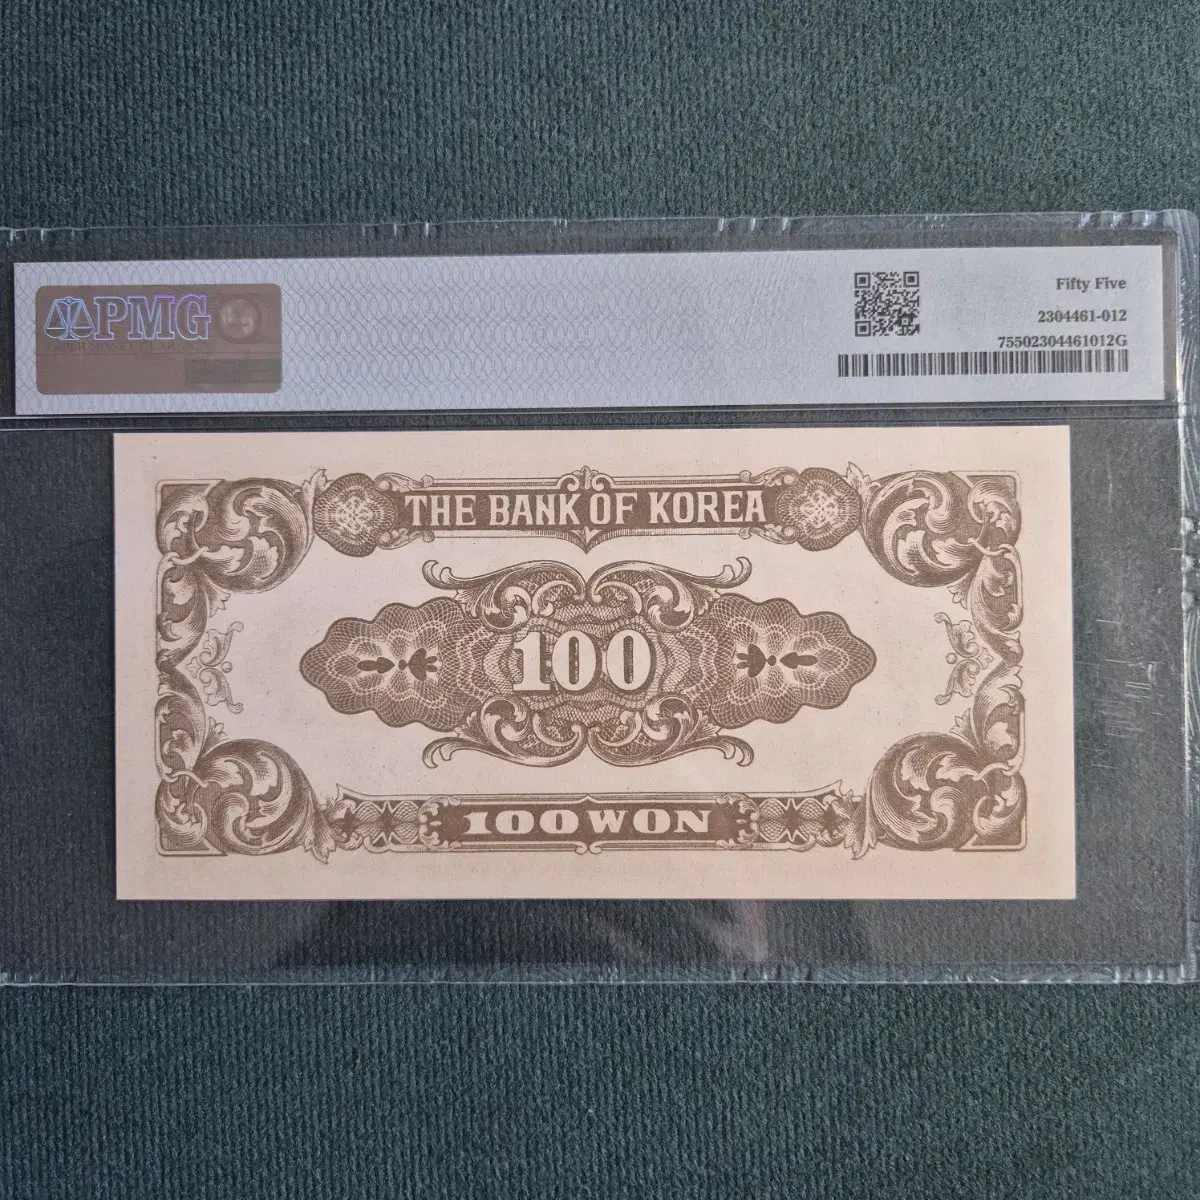 PMG
Fifty Five
2304461-012
75502304461012G
THE BANK OF KOREA
100
100 WON